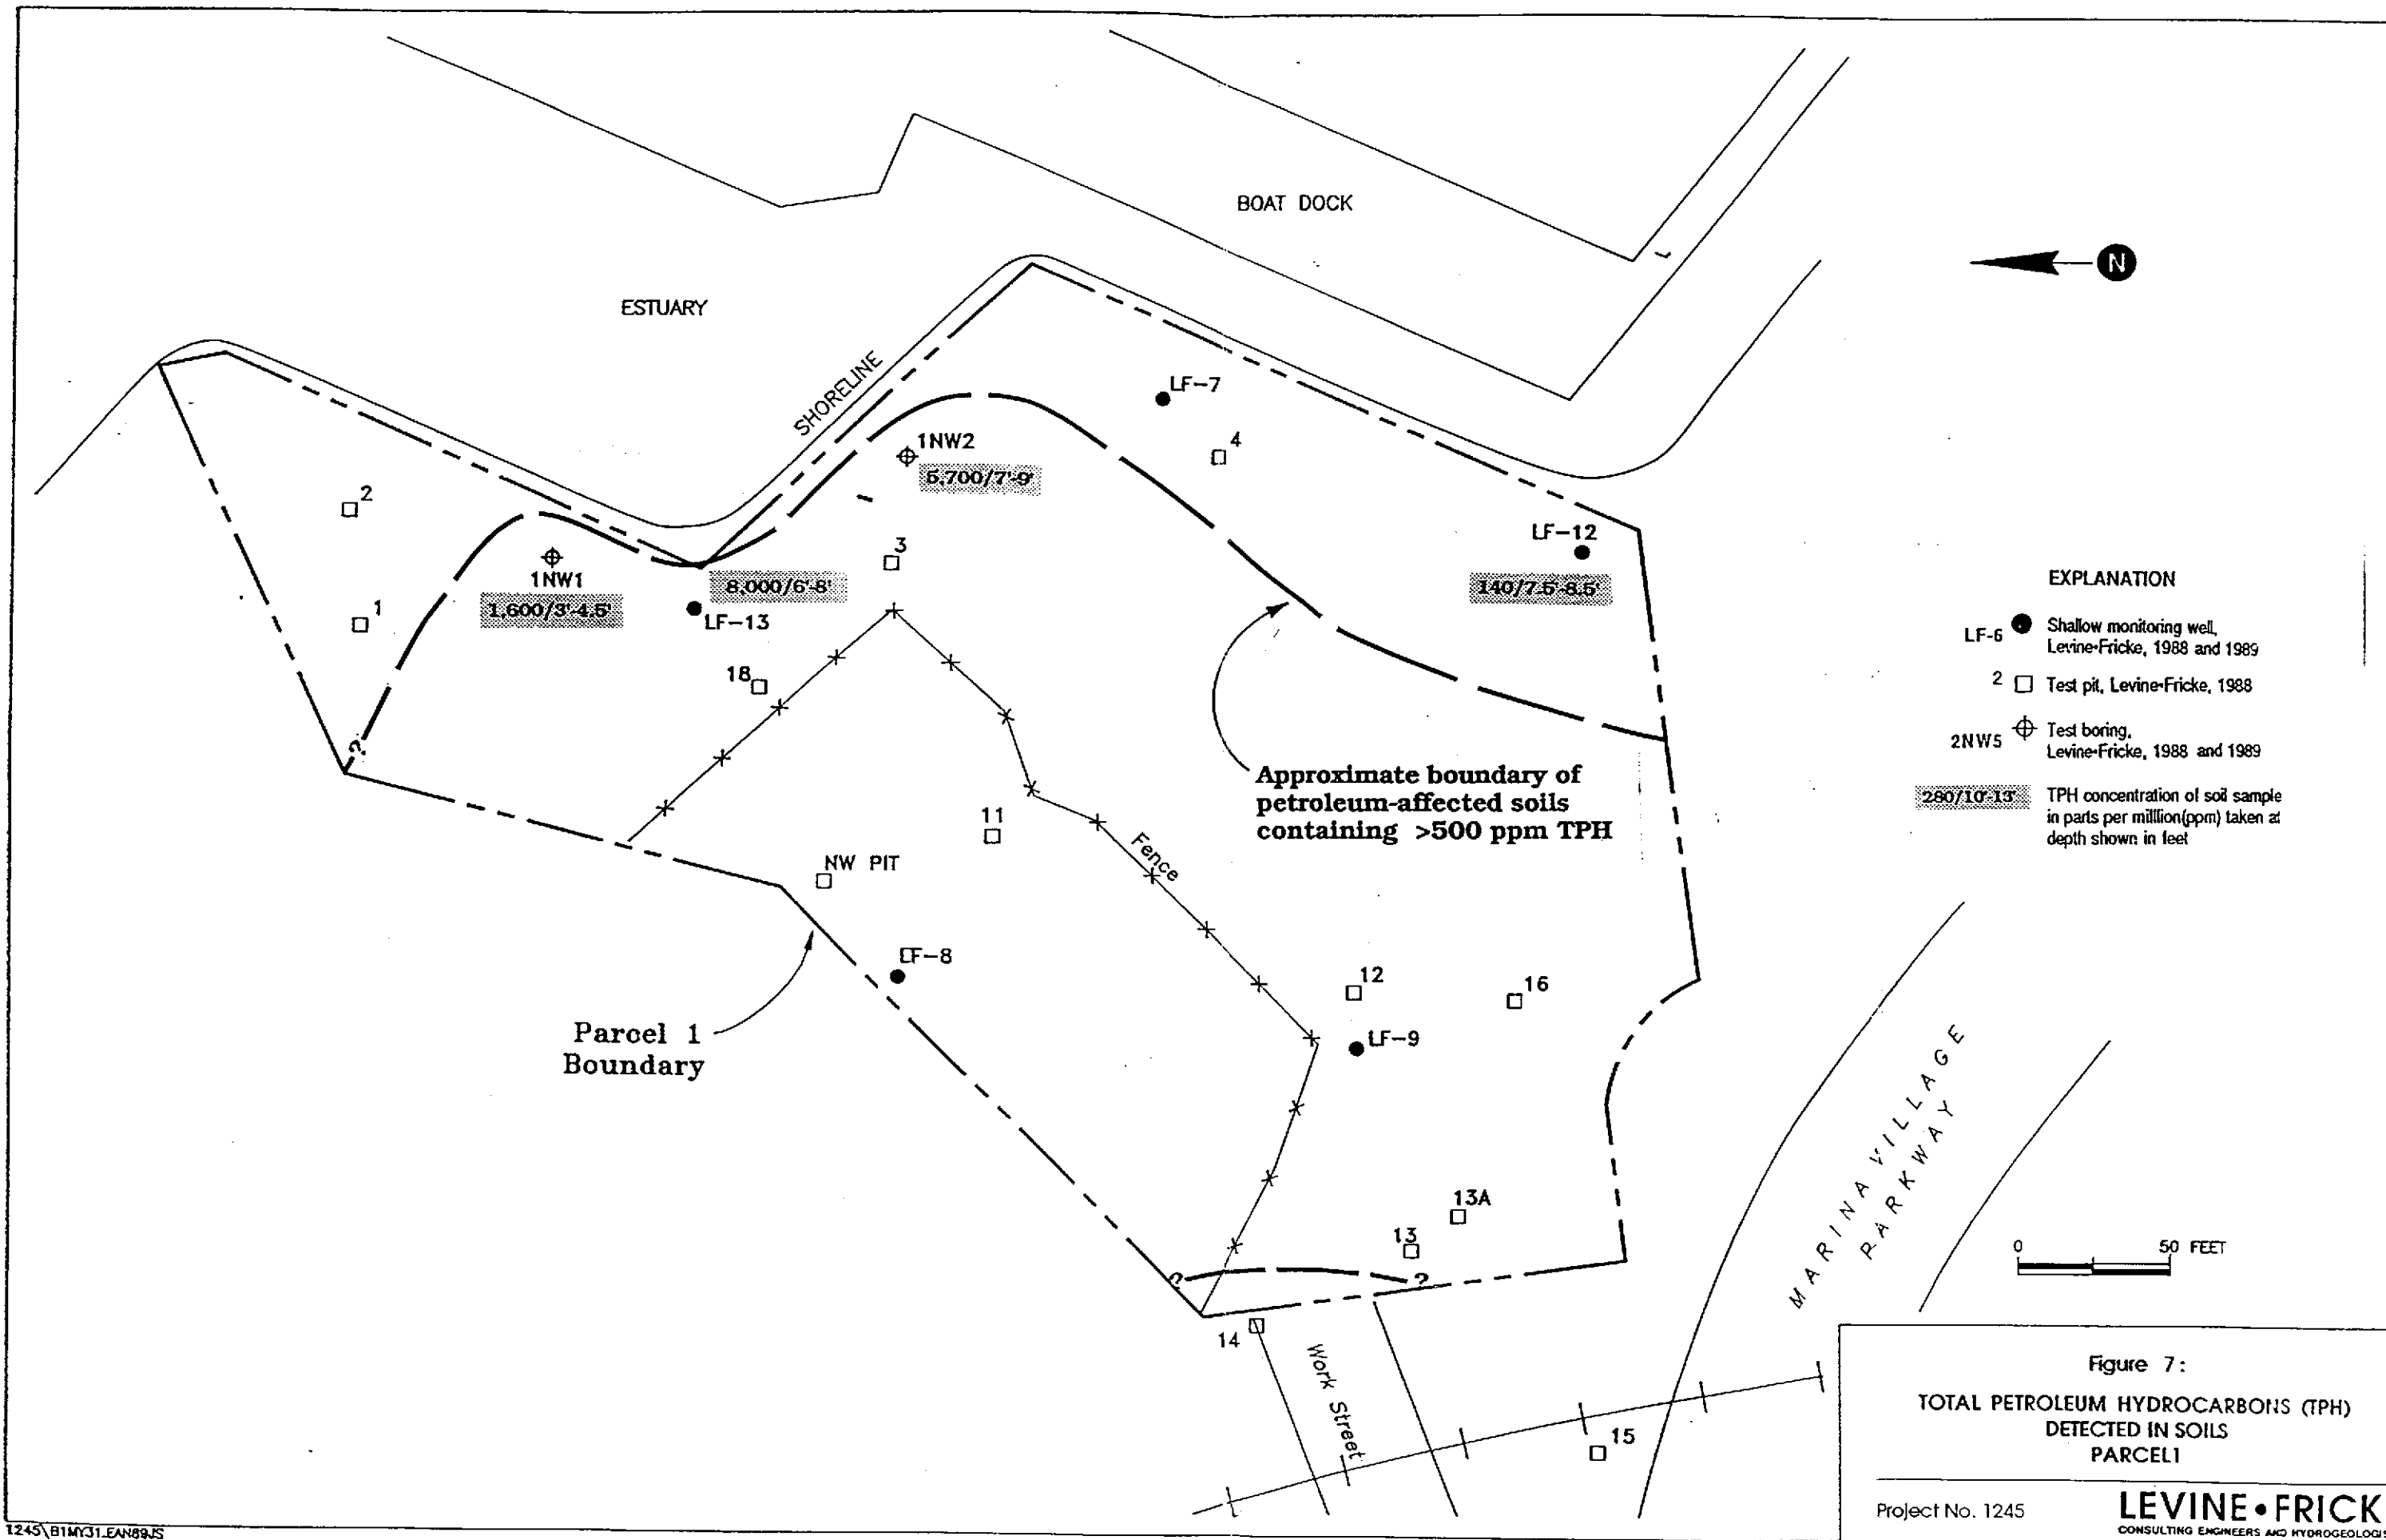 BOAT DOCK
N
ESTUARY
SHORELINE
LF-7
1NW2
5,700/7'-9'
4
2
LF-12
140/7.5'-8.5'
3
1NW1
1,600/3'-4.5'
8,000/6'-8'
LF-13
1
18
?
EXPLANATION
LF-6
Shallow monitoring well,
Levine•Fricke, 1988 and 1989
2
Test pit, Levine•Fricke, 1988
2NW5
Test boring,
Levine•Fricke, 1988 and 1989
280/10'-13'
TPH concentration of soil sample
in parts per milllion(ppm) taken at
depth shown in feet
Approximate boundary of
petroleum-affected soils
containing >500 ppm TPH
11
NW PIT
Fence
LF-8
12
16
LF-9
Parcel 1
Boundary
MARINA VILLAGE
PARKWAY
13A
13
?
?
0
50 FEET
14
Work Street
15
Figure 7:
TOTAL PETROLEUM HYDROCARBONS (TPH)
DETECTED IN SOILS
PARCEL1
Project No. 1245
LEVINE•FRICK
CONSULTING ENGINEERS AND HYDROGEOLOGIS
1245\B1MY31.EAN89JS